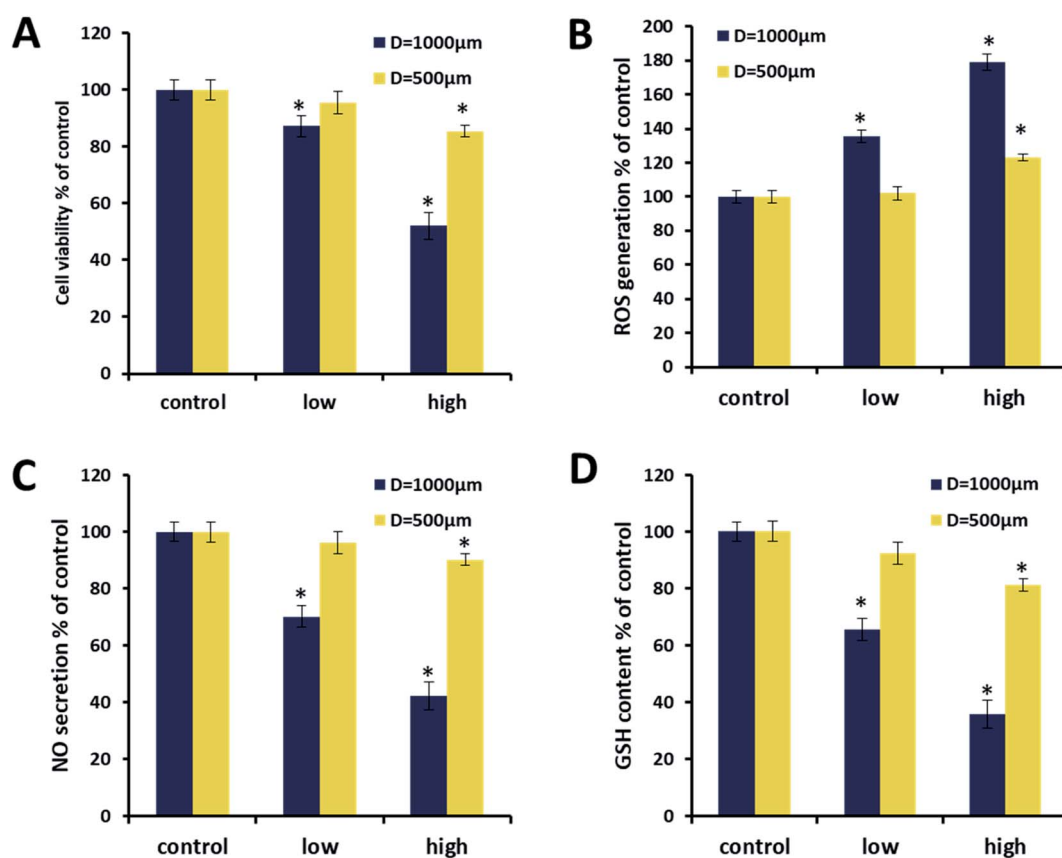 A
Cell viability % of control
120
100
80
60
40
20
0
D=1000μm
D=500μm
*
*
*
control low high
B
ROS generation % of control
200
180
160
140
120
100
80
60
40
20
0
D=1000μm
D=500μm
*
*
*
control low high
C
NO secretion % of control
120
100
80
60
40
20
0
D=1000μm
D=500μm
*
*
*
control low high
D
GSH content % of control
120
100
80
60
40
20
0
D=1000μm
D=500μm
*
*
*
control low high